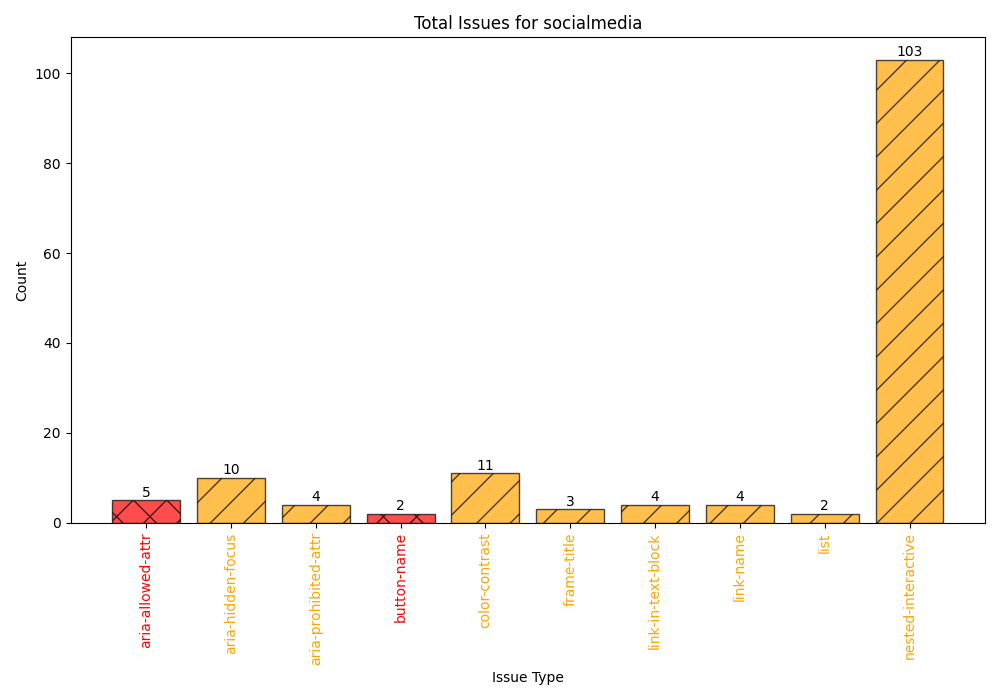 Total Issues for socialmedia
Count
100
80
60
40
20
0
5
10
4
2
11
3
4
4
2
103
aria-allowed-attr
aria-hidden-focus
aria-prohibited-attr
button-name
color-contrast
frame-title
link-in-text-block
link-name
list
nested-interactive
Issue Type